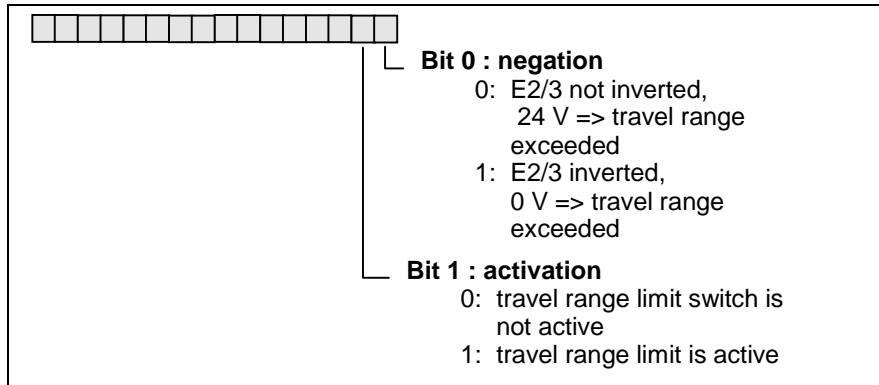 Bit 0 : negation
0: E2/3 not inverted,
24 V => travel range
exceeded
1: E2/3 inverted,
0 V => travel range
exceeded
Bit 1 : activation
0: travel range limit switch is
not active
1: travel range limit is active